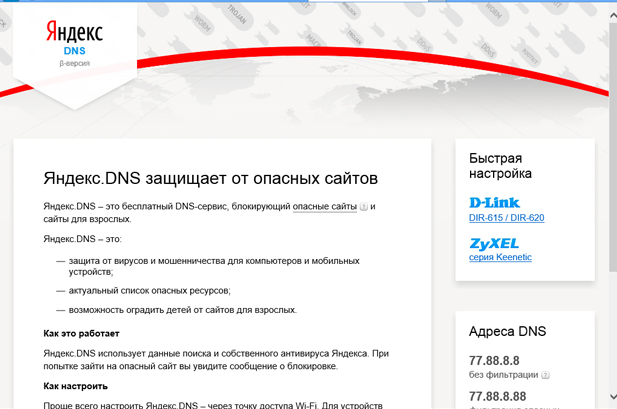 Яндекс
DNS
β-версия
WORM
TROJAN
Яндекс.DNS защищает от опасных сайтов
Яндекс.DNS – это бесплатный DNS-сервис, блокирующий опасные сайты и
сайты для взрослых.
Яндекс.DNS – это:
— защита от вирусов и мошенничества для компьютеров и мобильных
устройств;
— актуальный список опасных ресурсов;
— возможность оградить детей от сайтов для взрослых.
Как это работает
Яндекс.DNS использует данные поиска и собственного антивируса Яндекса. При
попытке зайти на опасный сайт вы увидите сообщение о блокировке.
Как настроить
Проще всего настроить Яндекс.DNS – через точку доступа Wi-Fi. Для устройств
Быстрая
настройка
D-Link
DIR-615 / DIR-620
ZyXEL
серия Keenetic
Адреса DNS
77.88.8.8
без фильтрации
77.88.8.88